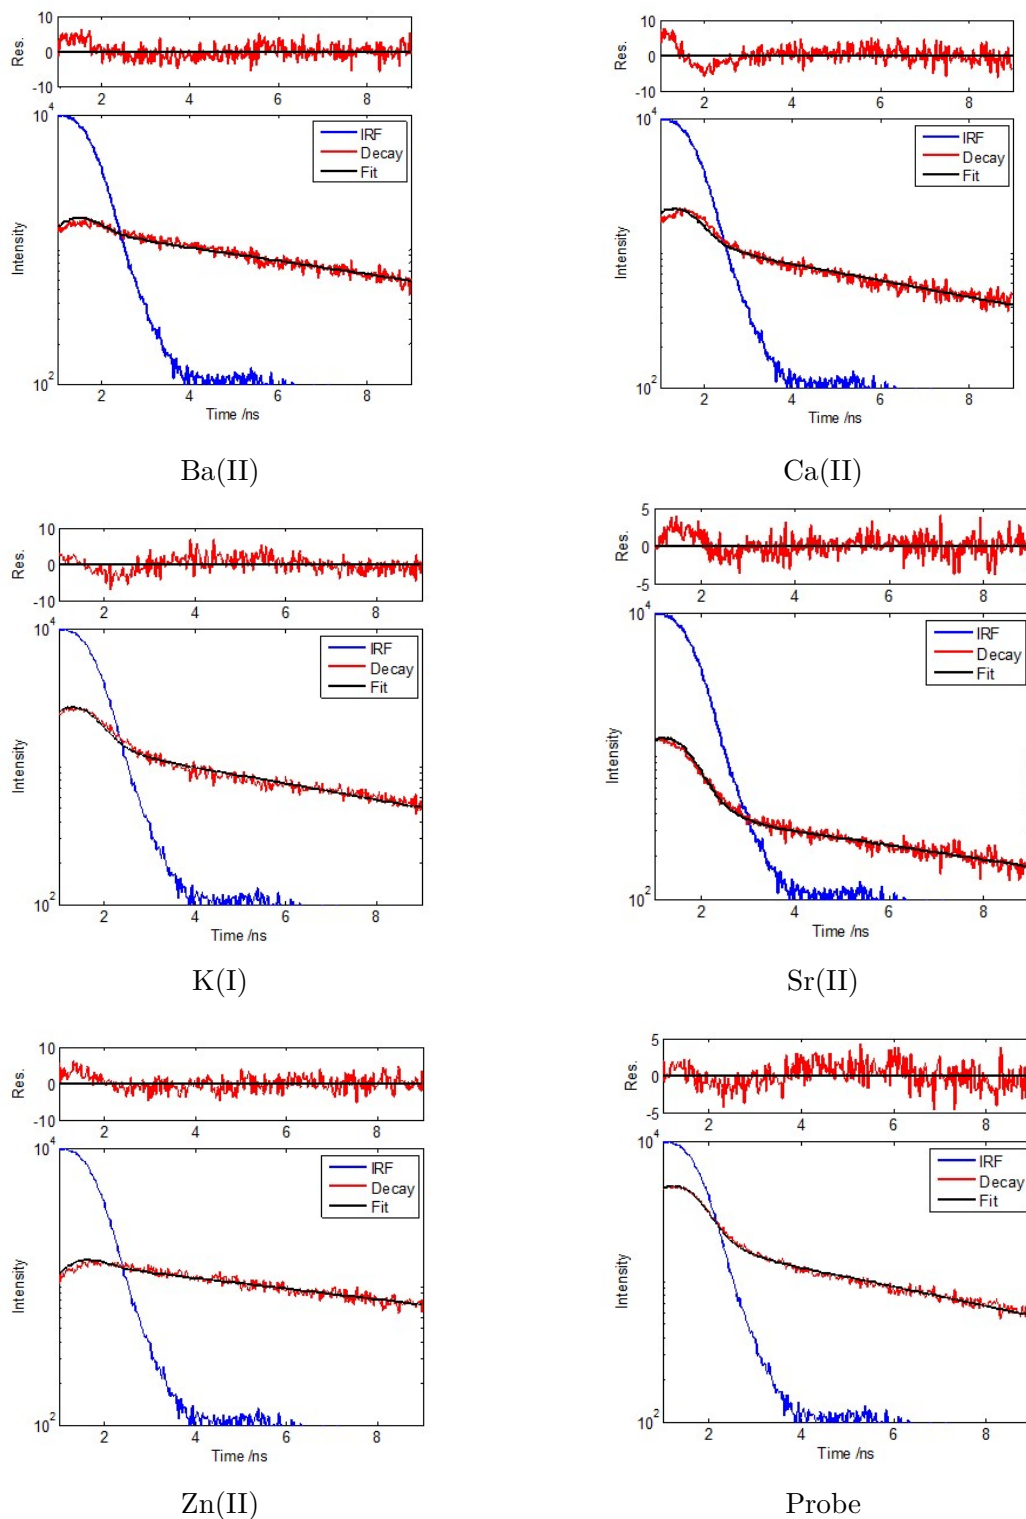 10
0
-10
Res.
2 4 6 8
10^4
10^2
Intensity
IRF
Decay
Fit
2 4 6 8
Time /ns
Ba(II)
10
0
-10
Res.
2 4 6 8
10^4
10^2
Intensity
IRF
Decay
Fit
2 4 6 8
Time /ns
Ca(II)
10
0
-10
Res.
2 4 6 8
10^4
10^2
Intensity
IRF
Decay
Fit
2 4 6 8
Time /ns
K(I)
5
0
-5
Res.
2 4 6 8
10^4
10^2
Intensity
IRF
Decay
Fit
2 4 6 8
Time /ns
Sr(II)
10
0
-10
Res.
2 4 6 8
10^4
10^2
Intensity
IRF
Decay
Fit
2 4 6 8
Time /ns
Zn(II)
5
0
-5
Res.
2 4 6 8
10^4
10^2
Intensity
IRF
Decay
Fit
2 4 6 8
Time /ns
Probe